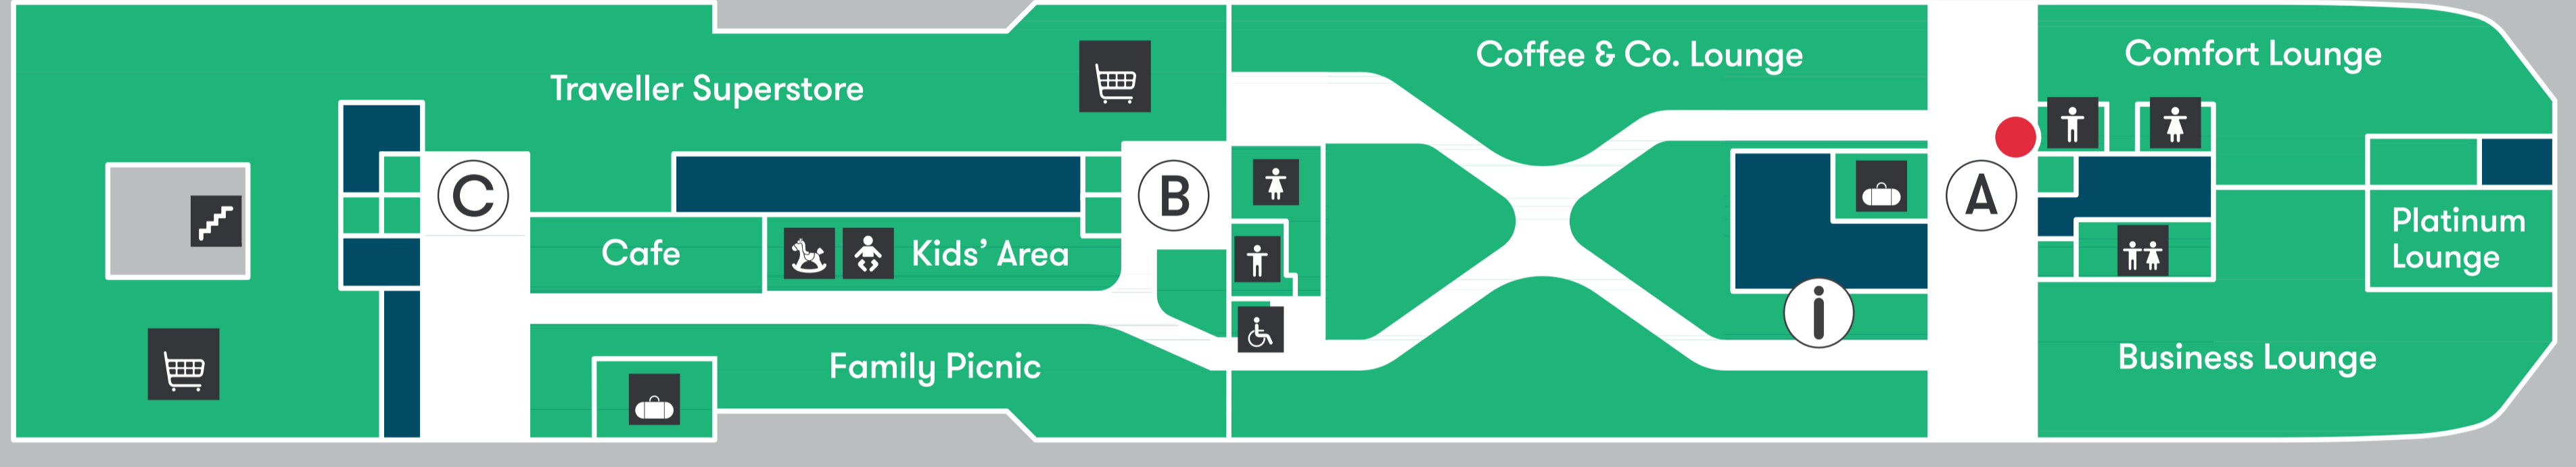 Traveller Superstore
Coffee & Co. Lounge
Comfort Lounge
C
B
A
Platinum
Lounge
Cafe
Kids’ Area
i
Family Picnic
Business Lounge